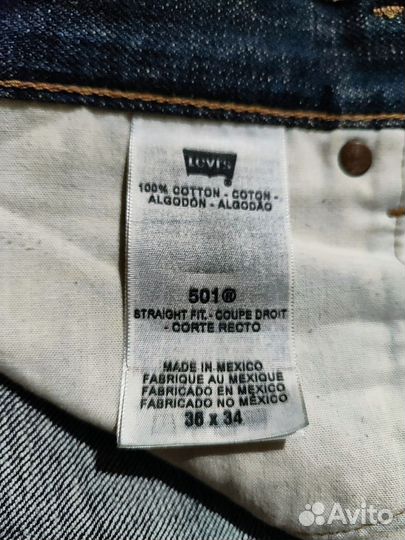 Levi's
®
100% COTTON - COTON -
ALGODÓN - ALGODÃO
501®
STRAIGHT FIT - COUPE DROIT
- CORTE RECTO
MADE IN MEXICO
FABRIQUE AU MEXIQUE
FABRICADO EN MEXICO
FABRICADO NO MÉXICO
36 x 34
Avito